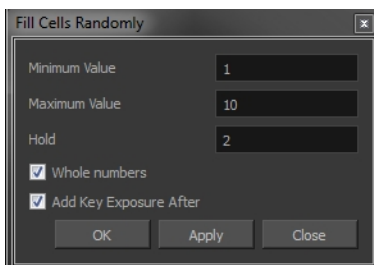 Fill Cells Randomly
Minimum Value 1
Maximum Value 10
Hold 2
Whole numbers
Add Key Exposure After
OK Apply Close